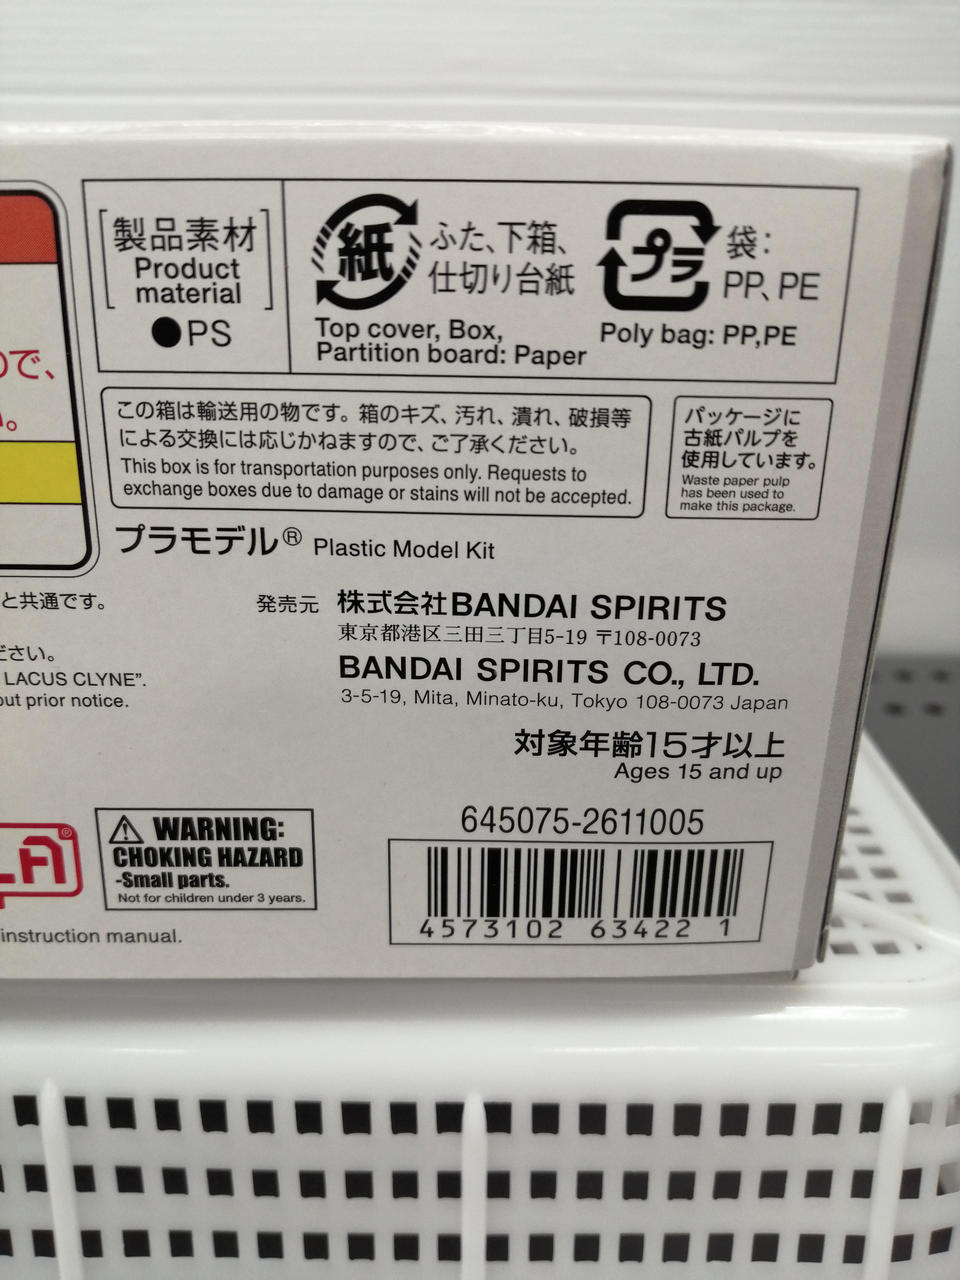 製品素材
Product
material
●PS
紙
ふた、下箱、
仕切り台紙
Top cover, Box,
Partition board: Paper
プラ
袋：
PP、PE
Poly bag: PP,PE
ので、
い。
この箱は輸送用の物です。箱のキズ、汚れ、潰れ、破損等
による交換には応じかねますので、ご了承ください。
This box is for transportation purposes only. Requests to
exchange boxes due to damage or stains will not be accepted.
パッケージに
古紙パルプを
使用しています。
Waste paper pulp
has been used to
make this package.
プラモデル® Plastic Model Kit
と共通です。
ださい。
LACUS CLYNE”.
out prior notice.
発売元 株式会社BANDAI SPIRITS
東京都港区三田三丁目5-19 〒108-0073
BANDAI SPIRITS CO., LTD.
3-5-19, Mita, Minato-ku, Tokyo 108-0073 Japan
対象年齢15才以上
Ages 15 and up
LA®
WARNING:
CHOKING HAZARD
-Small parts.
Not for children under 3 years.
instruction manual.
645075-2611005
4573102 63422 1